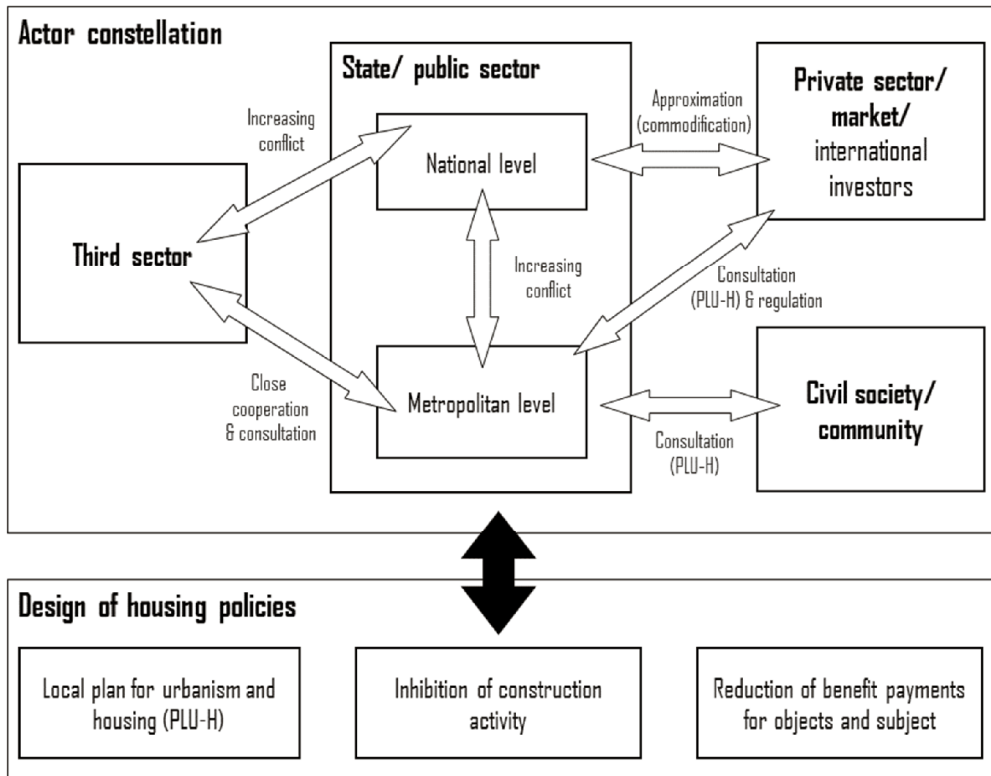 Actor constellation
State/ public sector
Increasing
conflict
National level
Approximation
(commodification)
Private sector/
market/
international
investors
Third sector
Increasing
conflict
Consultation
(PLU-H) & regulation
Close
cooperation
& consultation
Metropolitan level
Consultation
(PLU-H)
Civil society/
community
Design of housing policies
Local plan for urbanism and
housing (PLU-H)
Inhibition of construction
activity
Reduction of benefit payments
for objects and subject